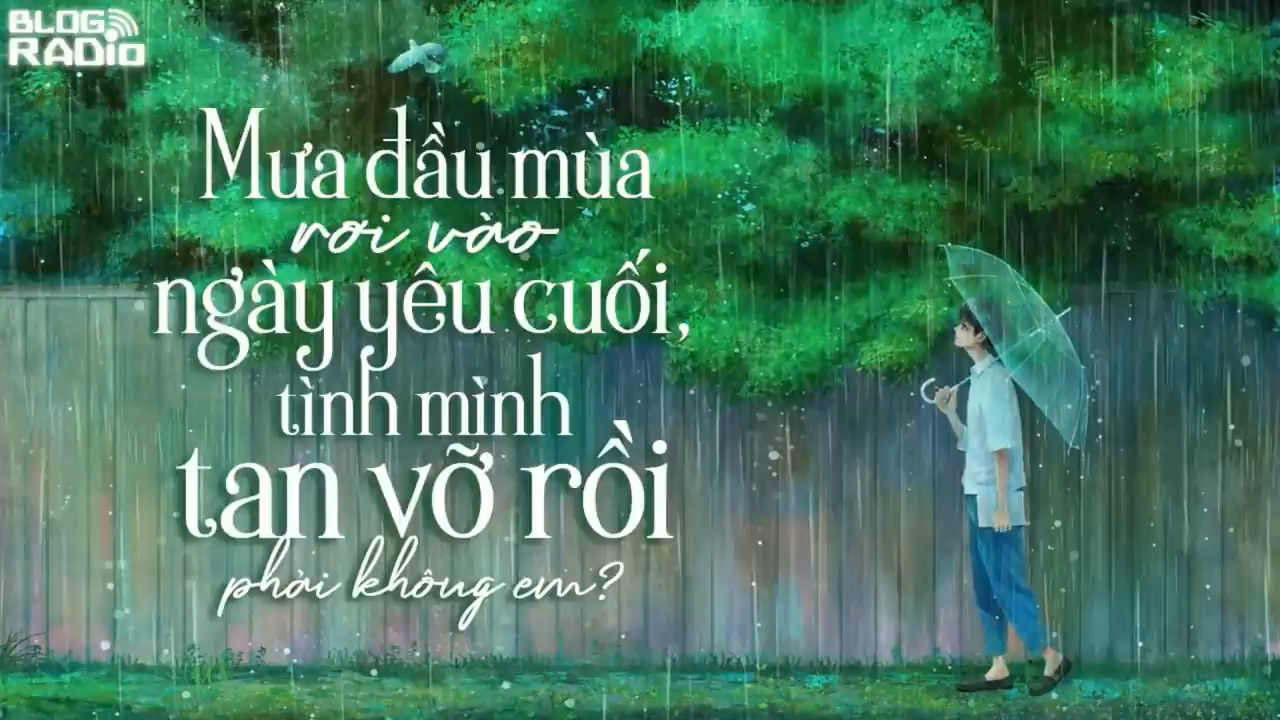 BLOG
RADIO
Mưa đầu mùa
rơi vào
ngày yêu cuối,
tình mình
tan vỡ rồi
phải không em?